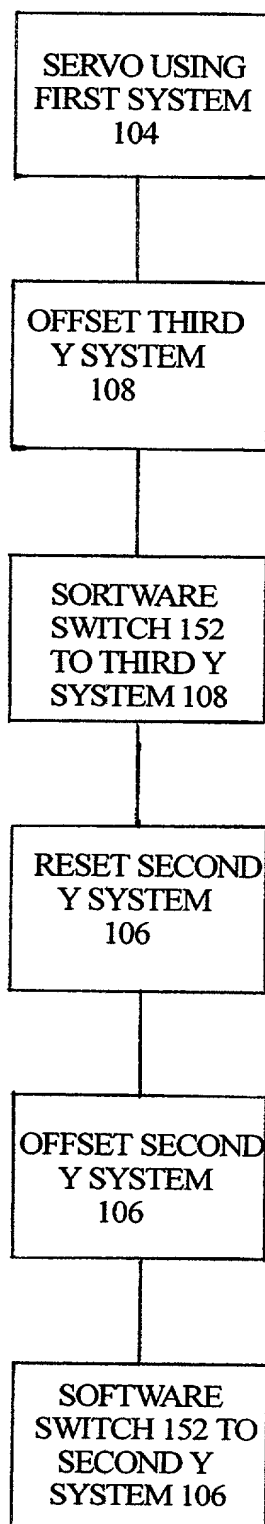 SERVO USING
FIRST SYSTEM
104
OFFSET THIRD
Y SYSTEM
108
SORTWARE
SWITCH 152
TO THIRD Y
SYSTEM 108
RESET SECOND
Y SYSTEM
106
OFFSET SECOND
Y SYSTEM
106
SOFTWARE
SWITCH 152 TO
SECOND Y
SYSTEM 106